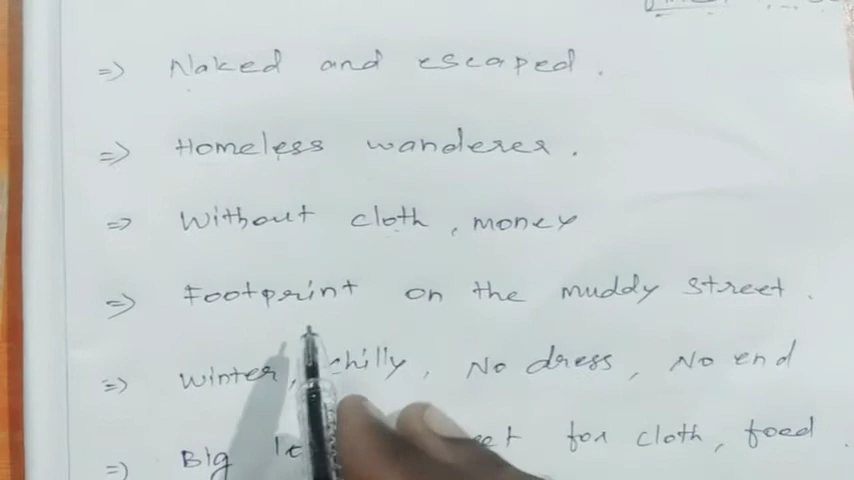 => Naked and escaped.
=> Homeless wanderer.
=> Without cloth, money
=> Footprint on the muddy street.
=> Winter, chilly, No dress, No end
=> Big for cloth, food.